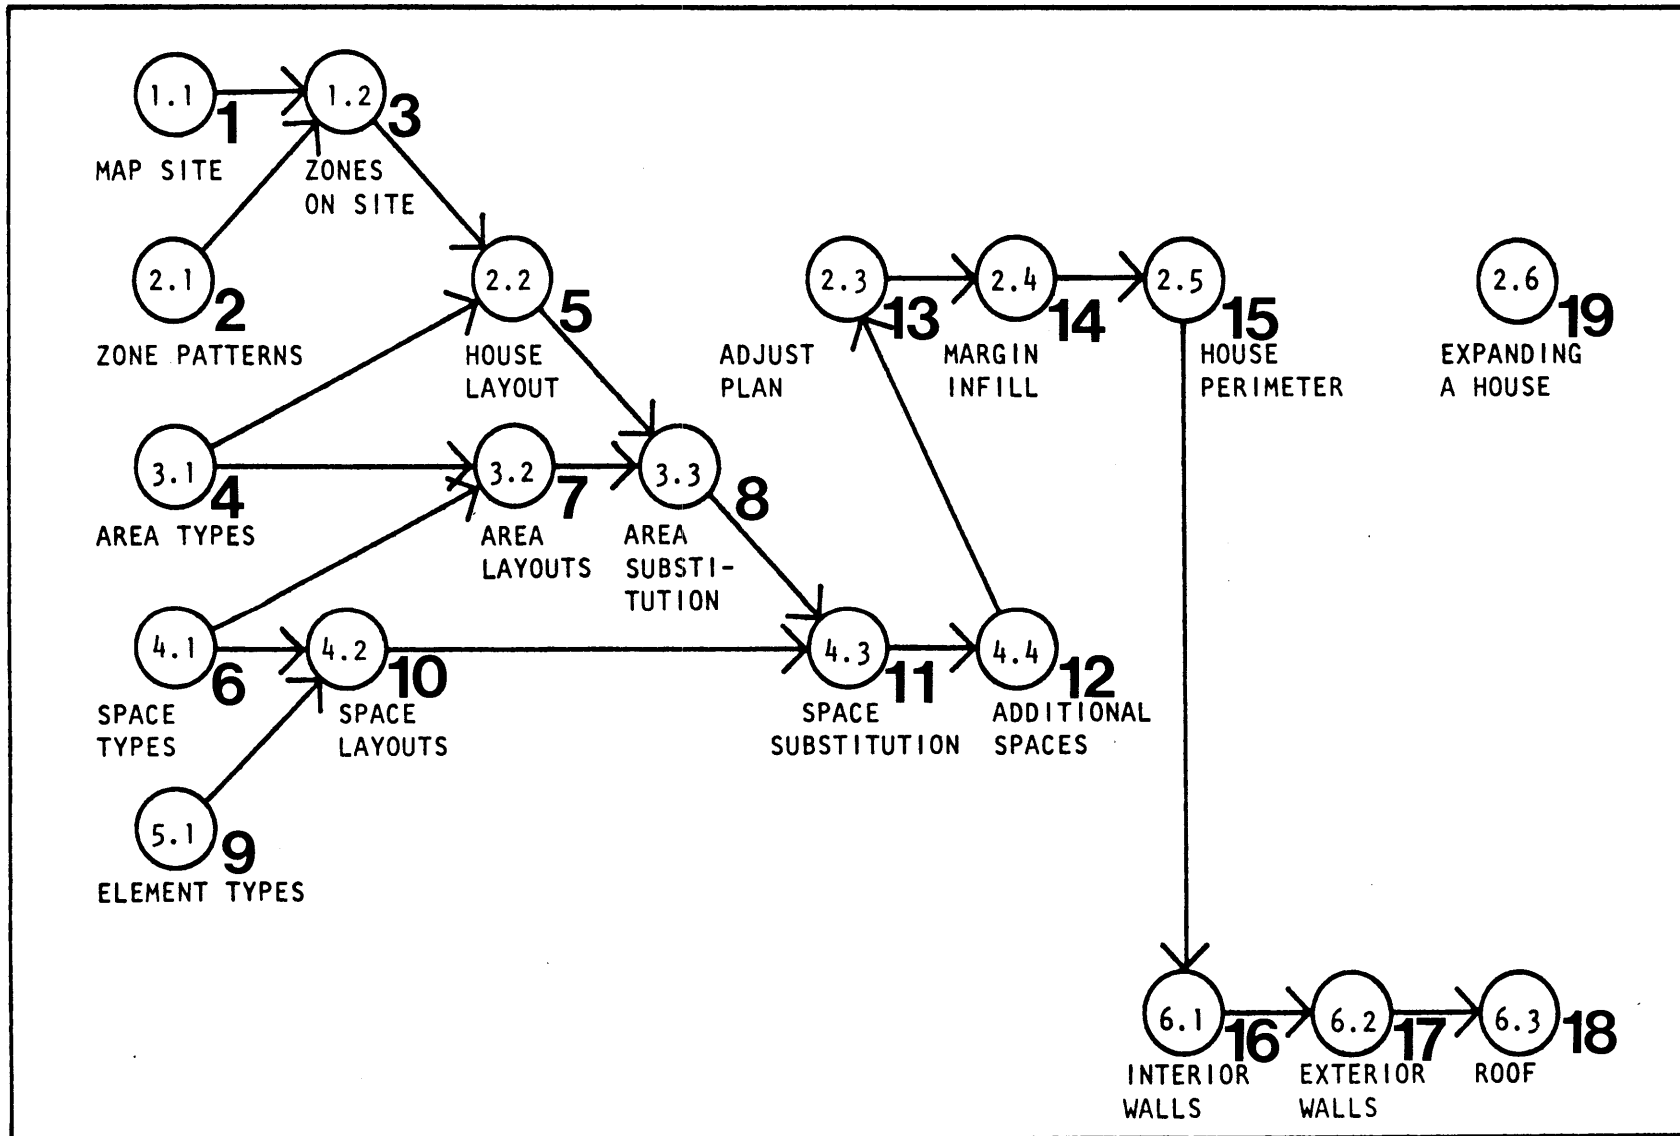 1.1
1
MAP SITE
1.2
3
ZONES
ON SITE
2.1
2
ZONE PATTERNS
2.2
5
HOUSE
LAYOUT
2.3
13
ADJUST
PLAN
2.4
14
MARGIN
INFILL
2.5
15
HOUSE
PERIMETER
2.6
19
EXPANDING
A HOUSE
3.1
4
AREA TYPES
3.2
7
AREA
LAYOUTS
3.3
8
AREA
SUBSTI-
TUTION
4.1
6
SPACE
TYPES
4.2
10
SPACE
LAYOUTS
4.3
11
SPACE
SUBSTITUTION
4.4
12
ADDITIONAL
SPACES
5.1
9
ELEMENT TYPES
6.1
16
INTERIOR
WALLS
6.2
17
EXTERIOR
WALLS
6.3
18
ROOF